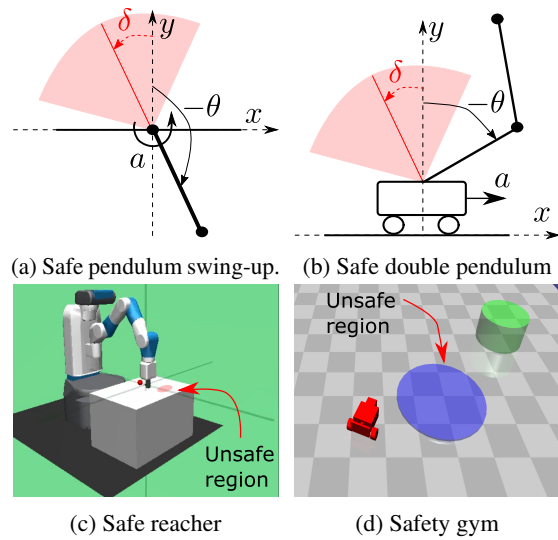 y
δ
−θ
x
a
(a) Safe pendulum swing-up.
y
δ
−θ
a
x
(b) Safe double pendulum
Unsafe
region
(c) Safe reacher
Unsafe
region
(d) Safety gym